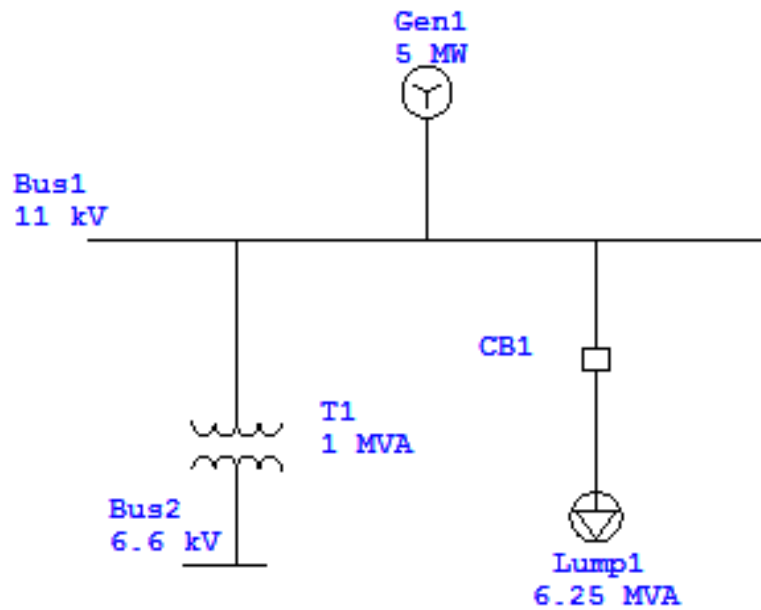 Gen1
5 MW
Bus1
11 kV
CB1
T1
1 MVA
Bus2
6.6 kV
Lump1
6.25 MVA